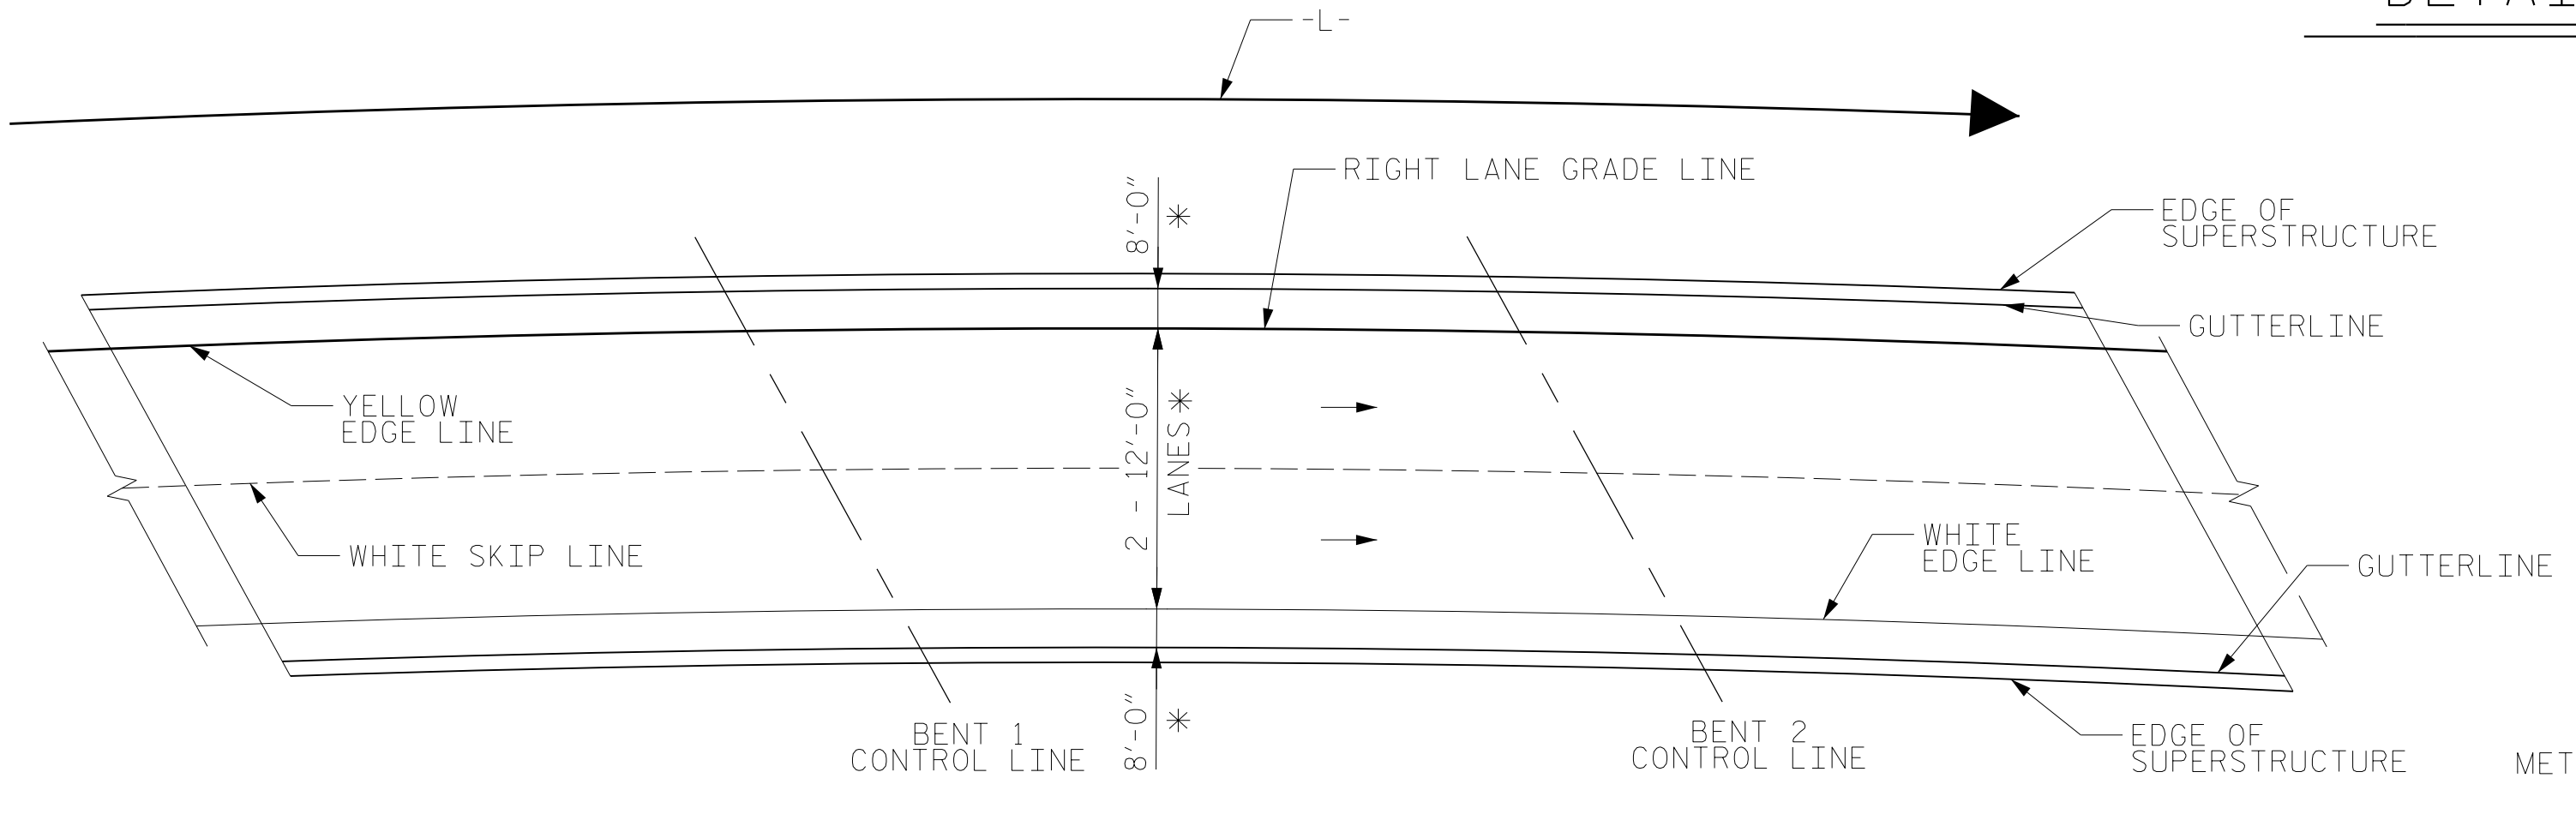 -L-
RIGHT LANE GRADE LINE
8'-0"
*
EDGE OF
SUPERSTRUCTURE
GUTTERLINE
YELLOW
EDGE LINE
2 - 12'-0"
LANES*
WHITE SKIP LINE
WHITE
EDGE LINE
GUTTERLINE
BENT 1
CONTROL LINE
8'-0"
*
BENT 2
CONTROL LINE
EDGE OF
SUPERSTRUCTURE
MET